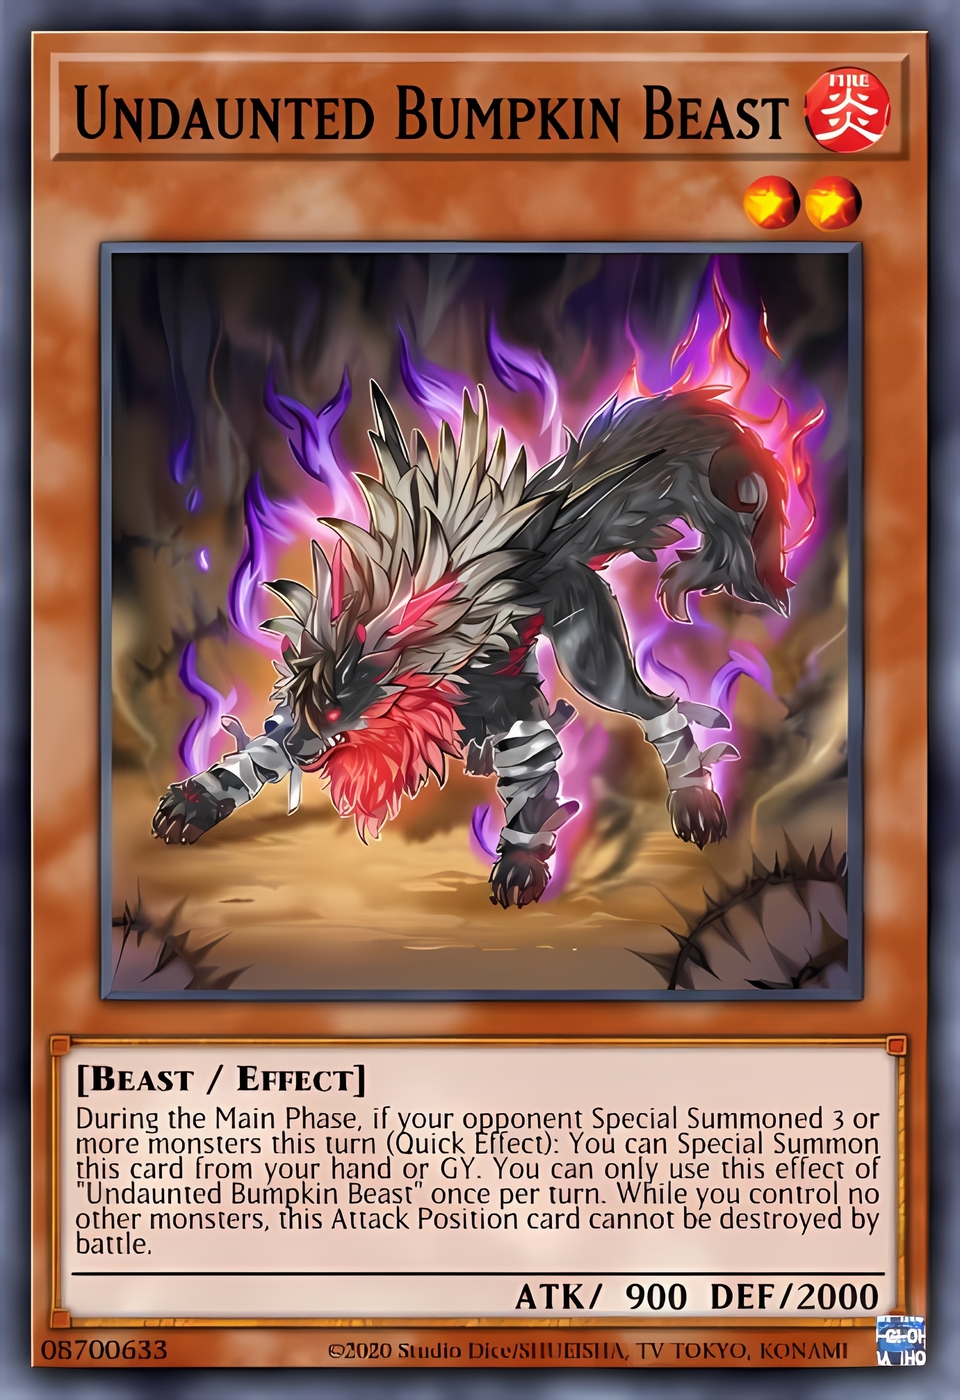 UNDAUNTED BUMPKIN BEAST
炎
[BEAST / EFFECT]
During the Main Phase, if your opponent Special Summoned 3 or
more monsters this turn (Quick Effect): You can Special Summon
this card from your hand or GY. You can only use this effect of
"Undaunted Bumpkin Beast" once per turn. While you control no
other monsters, this Attack Position card cannot be destroyed by
battle.
ATK/ 900 DEF/2000
08700633
©2020 Studio Dice/SHUEISHA, TV TOKYO, KONAMI